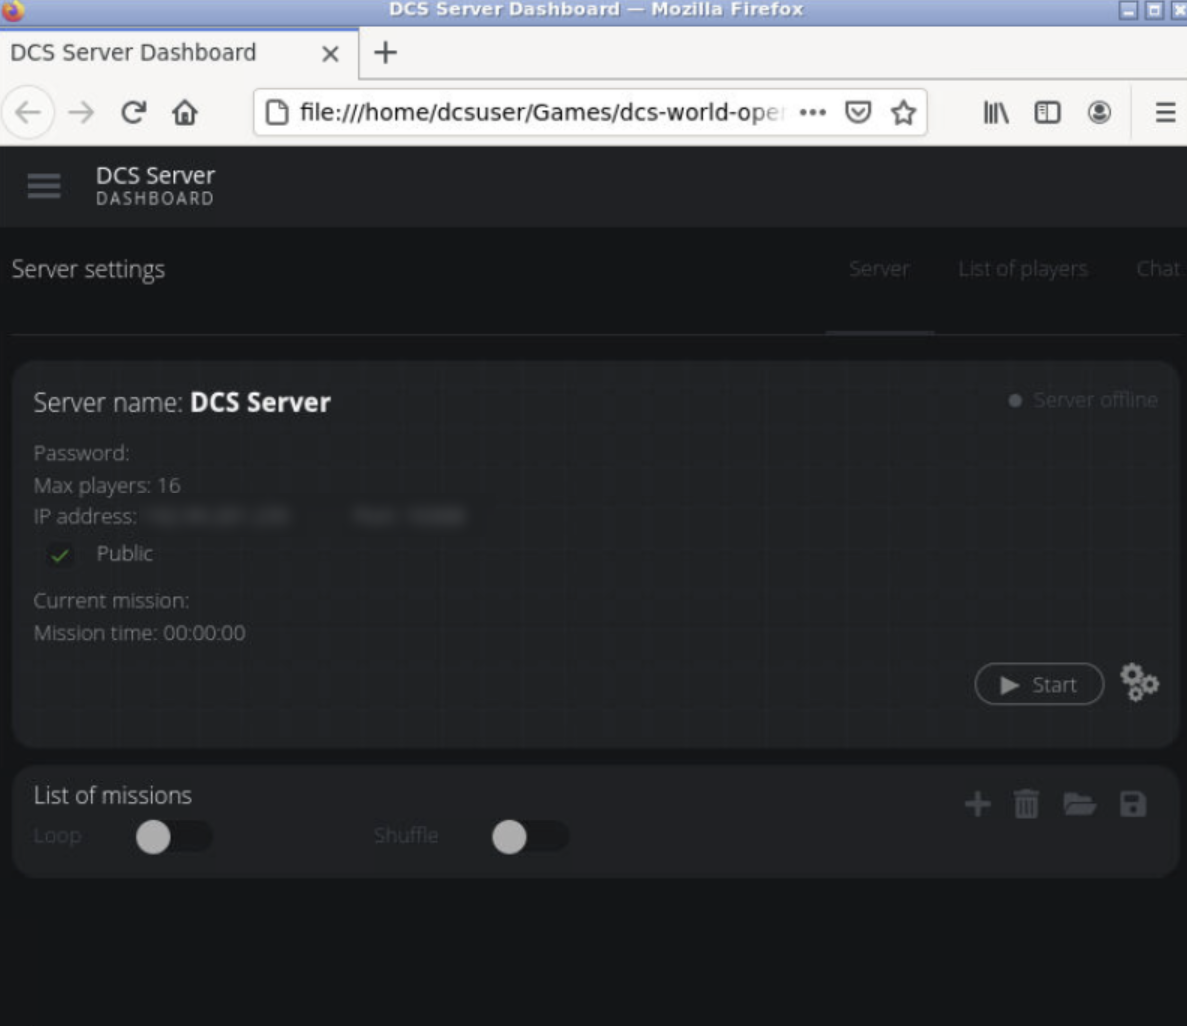 DCS Server Dashboard — Mozilla Firefox
DCS Server Dashboard
file:///home/dcsuser/Games/dcs-world-ope
DCS Server
DASHBOARD
Server settings
Server List of players Chat
Server name: DCS Server
Server offline
Password:
Max players: 16
IP address:
Public
Current mission:
Mission time: 00:00:00
Start
List of missions
Loop Shuffle